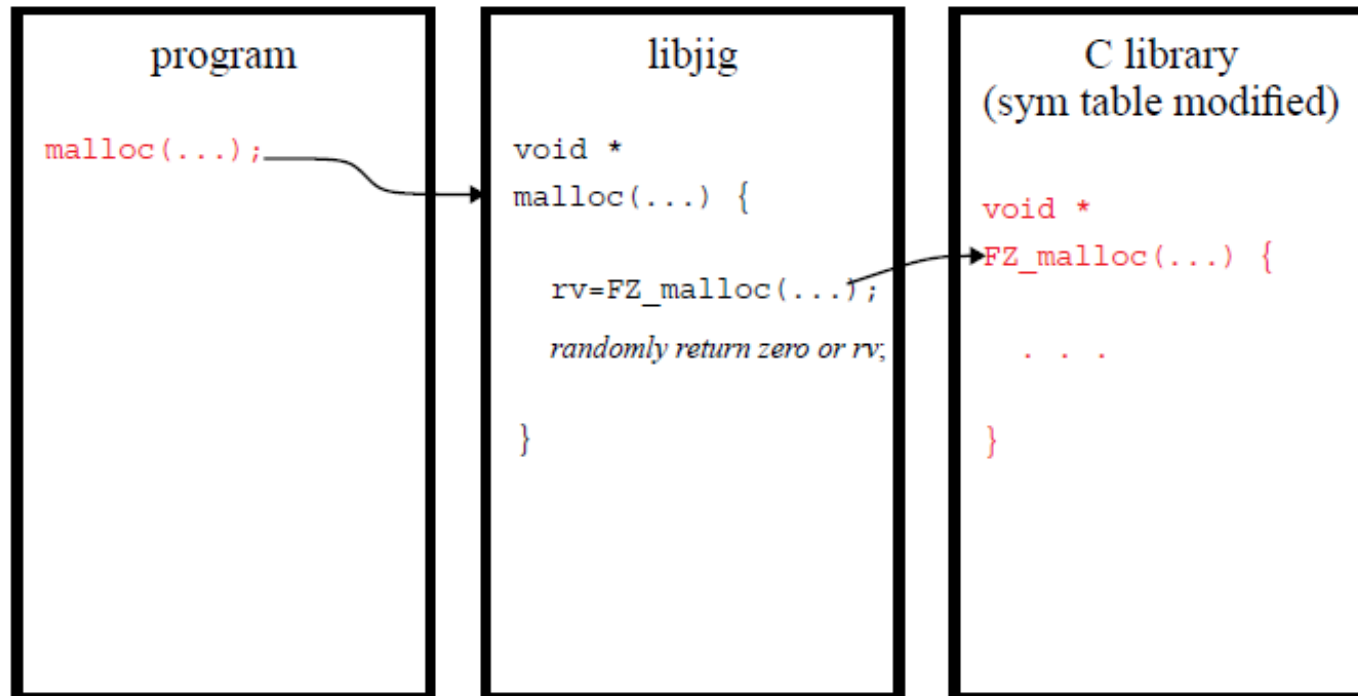 program
malloc(...);
libjig
void *
malloc(...) {
rv=FZ_malloc(...);
randomly return zero or rv;
}
C library
(sym table modified)
void *
FZ_malloc(...) {
. . .
}